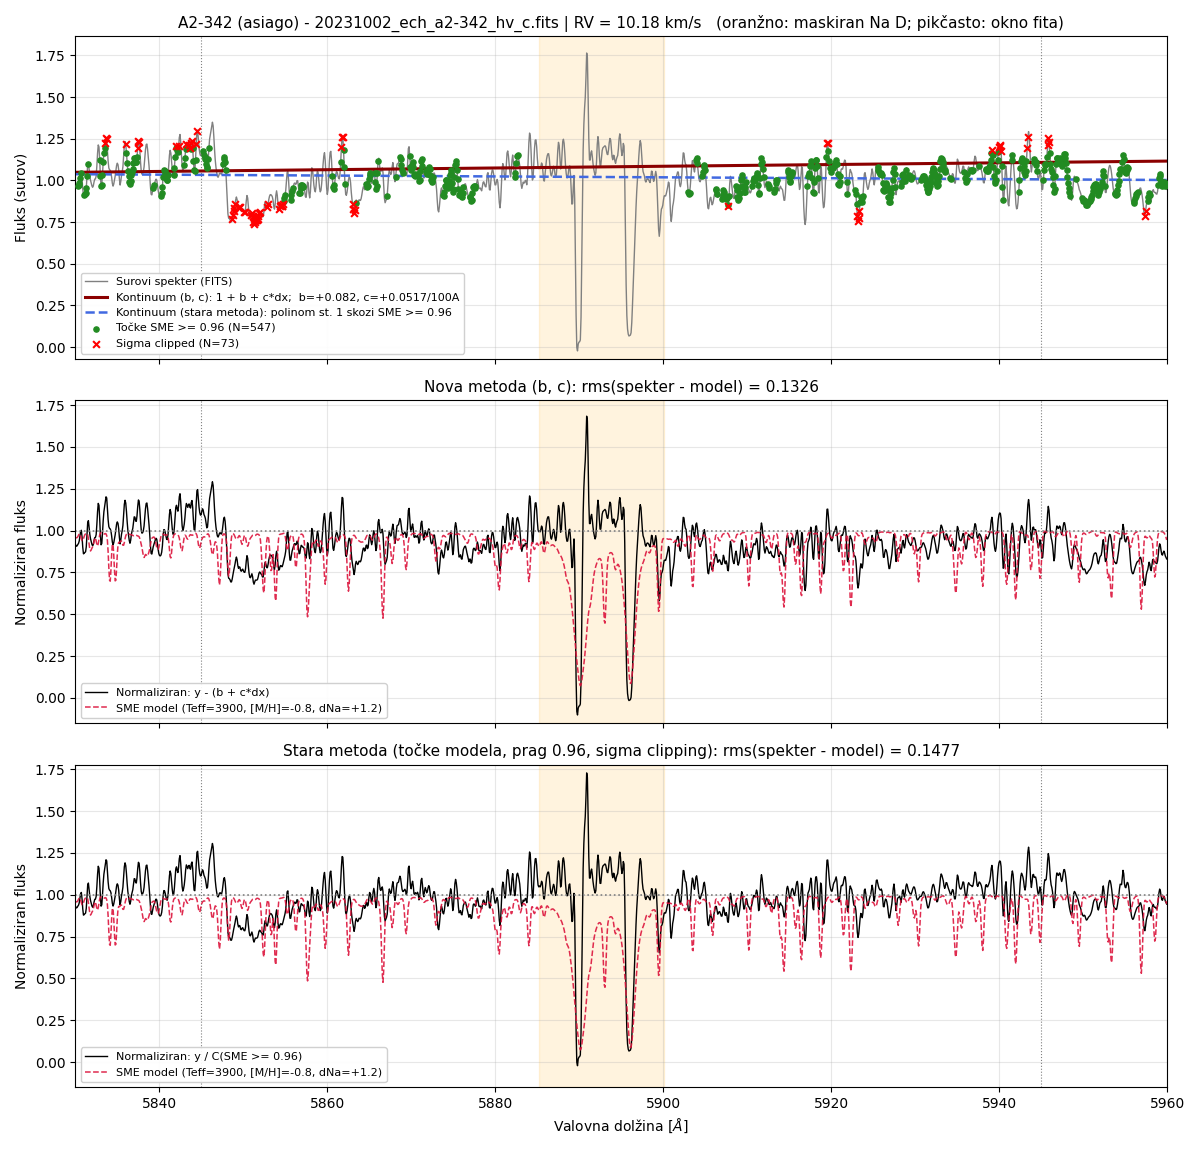 A2-342 (asiago) - 20231002_ech_a2-342_hv_c.fits | RV = 10.18 km/s   (oranžno: maskiran Na D; pikčasto: okno fita)
1.75
1.50
1.25
1.00
0.75
0.50
0.25
0.00
Fluks (surov)
Surovi spekter (FITS)
Kontinuum (b, c): 1 + b + c*dx;  b=+0.082, c=+0.0517/100A
Kontinuum (stara metoda): polinom st. 1 skozi SME >= 0.96
Točke SME >= 0.96 (N=547)
Sigma clipped (N=73)
Nova metoda (b, c): rms(spekter - model) = 0.1326
1.75
1.50
1.25
1.00
0.75
0.50
0.25
0.00
Normaliziran fluks
Normaliziran: y - (b + c*dx)
SME model (Teff=3900, [M/H]=-0.8, dNa=+1.2)
Stara metoda (točke modela, prag 0.96, sigma clipping): rms(spekter - model) = 0.1477
1.75
1.50
1.25
1.00
0.75
0.50
0.25
0.00
Normaliziran fluks
Normaliziran: y / C(SME >= 0.96)
SME model (Teff=3900, [M/H]=-0.8, dNa=+1.2)
5840 5860 5880 5900 5920 5940 5960
Valovna dolžina [Å]